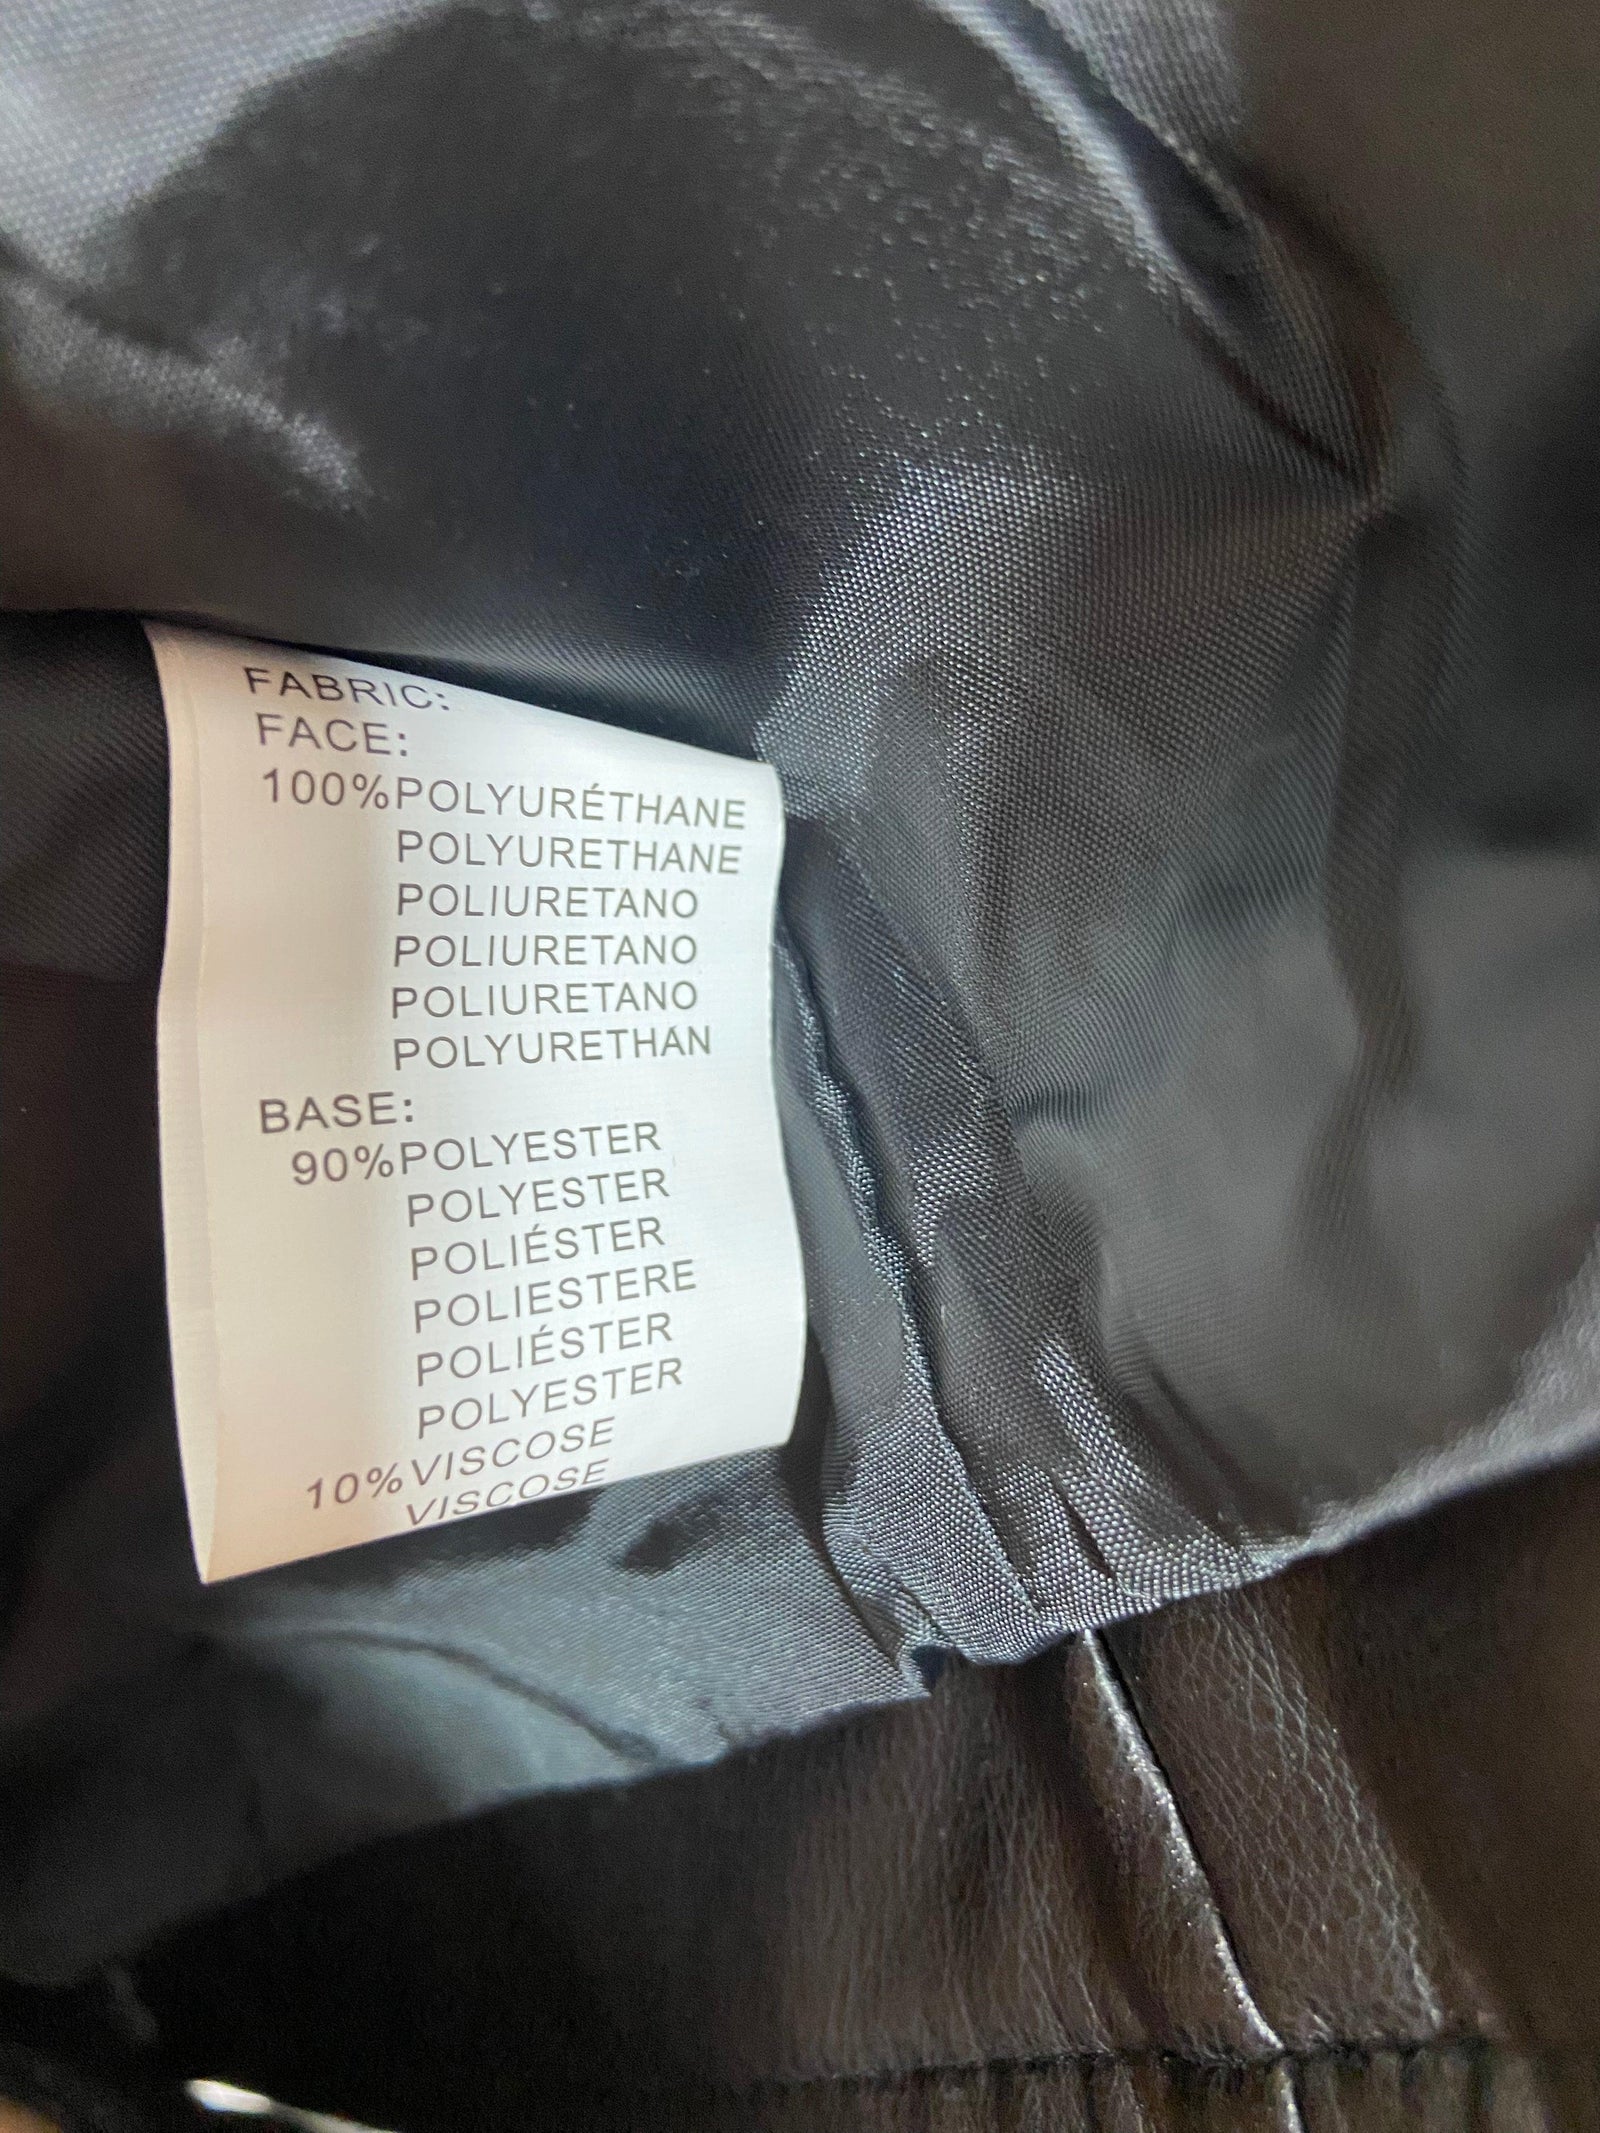 FABRIC:
FACE:
100%POLYURÉTHANE
POLYURETHANE
POLIURETANO
POLIURETANO
POLIURETANO
POLYURETHAN
BASE:
90%POLYESTER
POLYESTER
POLIÉSTER
POLIESTERE
POLIÉSTER
POLYESTER
10%VISCOSE
VISCOSE